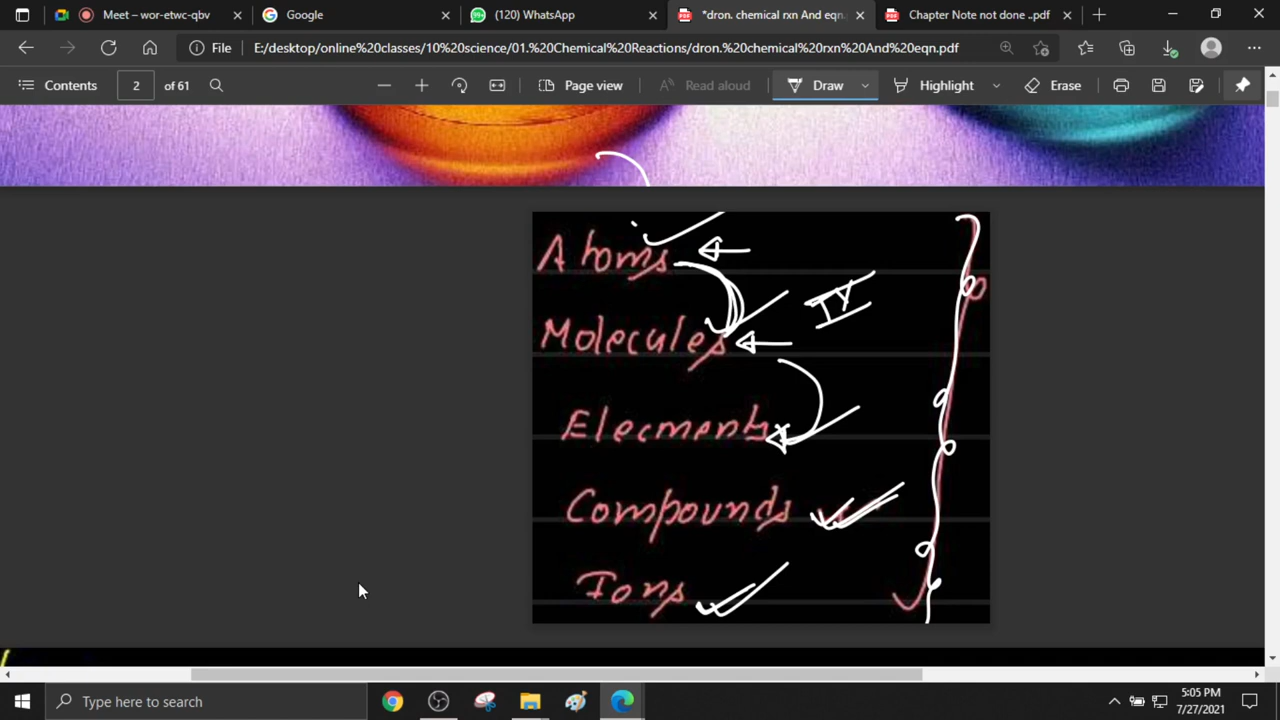 Meet – wor-etwc-qbv
Google
(120) WhatsApp
*dron. chemical rxn And eqn.
Chapter Note not done ..pdf
File
E:/desktop/online%20classes/10%20science/01.%20Chemical%20Reactions/dron.%20chemical%20rxn%20And%20eqn.pdf
Contents
2
of 61
Page view
Read aloud
Draw
Highlight
Erase
Atoms
Molecules
IX
Elecments
Compounds
Ions
Type here to search
5:05 PM
7/27/2021